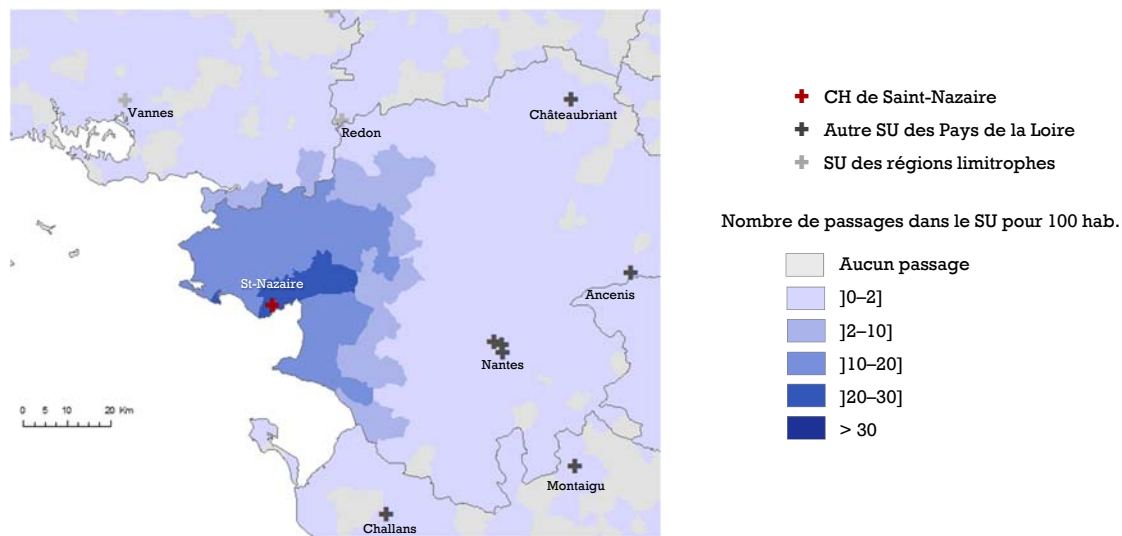 Vannes
Redon
Châteaubriant
St-Nazaire
Ancenis
Nantes
Montaigu
Challans
0 5 10 20 Km
CH de Saint-Nazaire
Autre SU des Pays de la Loire
SU des régions limitrophes
Nombre de passages dans le SU pour 100 hab.
Aucun passage
]0–2]
]2–10]
]10–20]
]20–30]
> 30